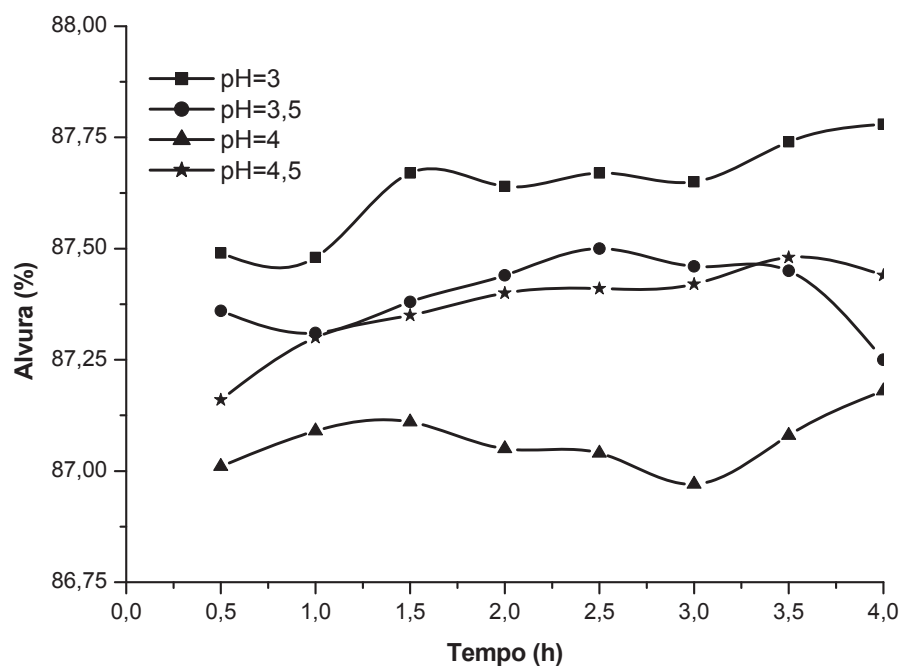 88,00
87,75
87,50
87,25
87,00
86,75
Alvura (%)
pH=3
pH=3,5
pH=4
pH=4,5
0,0 0,5 1,0 1,5 2,0 2,5 3,0 3,5 4,0
Tempo (h)